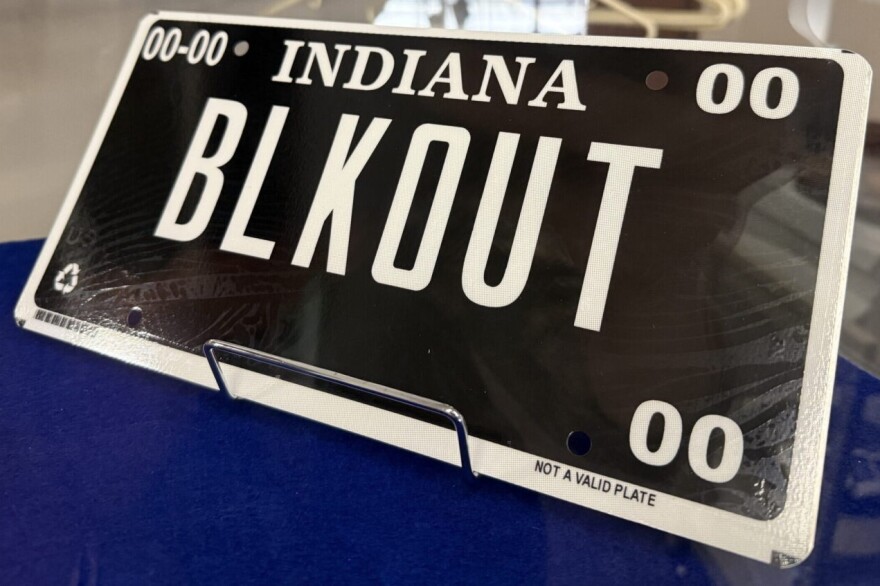 00-00 INDIANA 00
BLKOUT
00
NOT A VALID PLATE